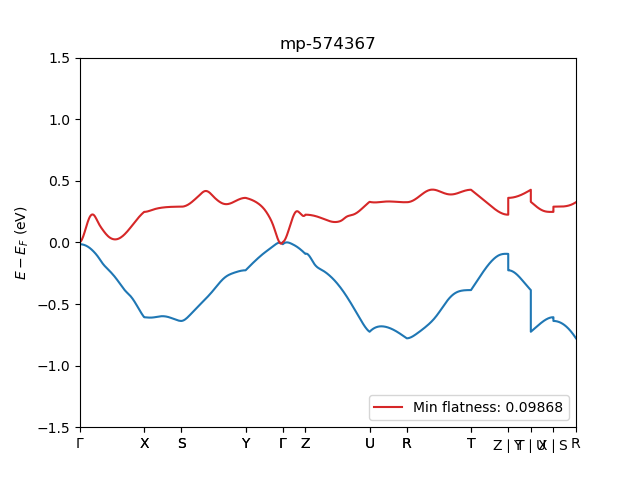 mp-574367
E − E_F (eV)
1.5
1.0
0.5
0.0
−0.5
−1.0
−1.5
Min flatness: 0.09868
Γ X S Y Γ Z U R T Z | Y T | U X | S R